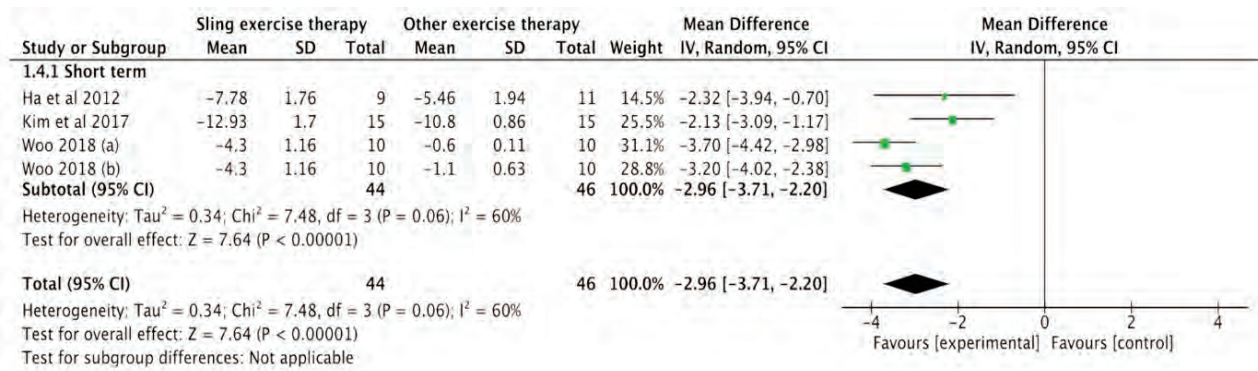 Sling exercise therapy Other exercise therapy Mean Difference Mean Difference
Study or Subgroup Mean SD Total Mean SD Total Weight IV, Random, 95% CI IV, Random, 95% CI
1.4.1 Short term
Ha et al 2012 −7.78 1.76 9 −5.46 1.94 11 14.5% −2.32 [−3.94, −0.70]
Kim et al 2017 −12.93 1.7 15 −10.8 0.86 15 25.5% −2.13 [−3.09, −1.17]
Woo 2018 (a) −4.3 1.16 10 −0.6 0.11 10 31.1% −3.70 [−4.42, −2.98]
Woo 2018 (b) −4.3 1.16 10 −1.1 0.63 10 28.8% −3.20 [−4.02, −2.38]
Subtotal (95% CI) 44 46 100.0% −2.96 [−3.71, −2.20]
Heterogeneity: Tau² = 0.34; Chi² = 7.48, df = 3 (P = 0.06); I² = 60%
Test for overall effect: Z = 7.64 (P < 0.00001)
Total (95% CI) 44 46 100.0% −2.96 [−3.71, −2.20]
Heterogeneity: Tau² = 0.34; Chi² = 7.48, df = 3 (P = 0.06); I² = 60%
Test for overall effect: Z = 7.64 (P < 0.00001)
Test for subgroup differences: Not applicable
−4 −2 0 2 4
Favours [experimental] Favours [control]